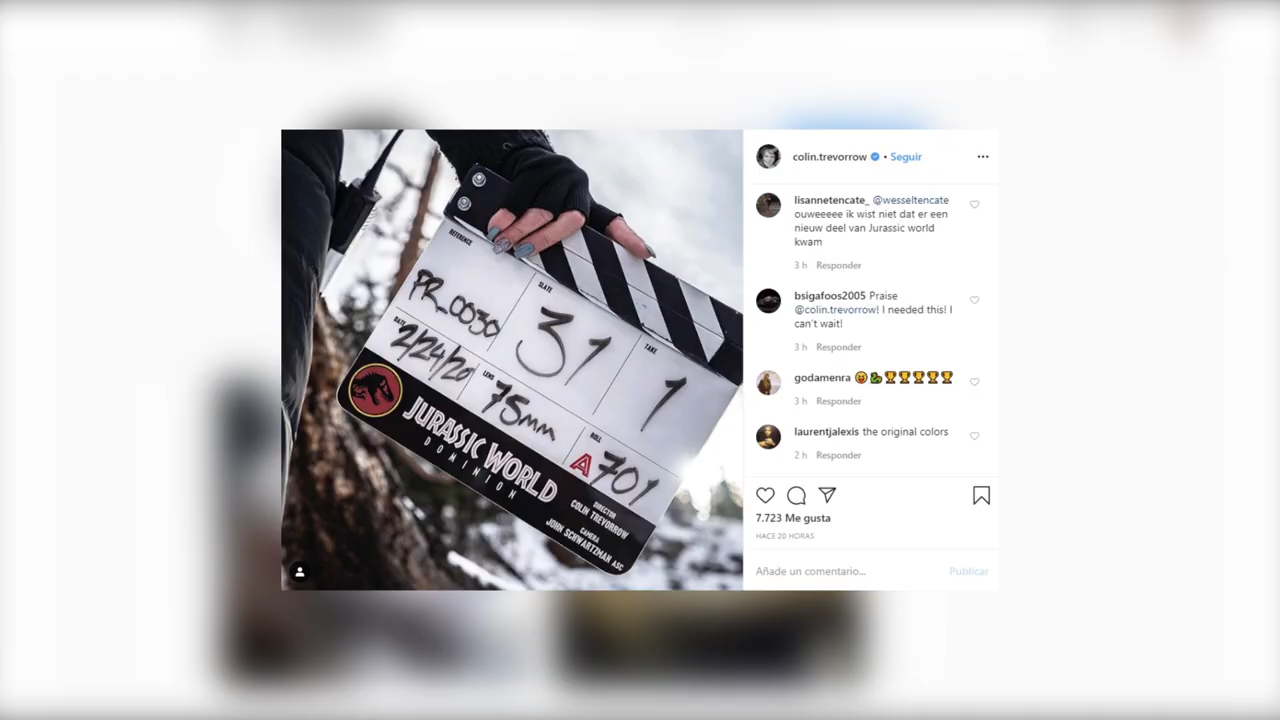 REFERENCE
PR_0030
SLATE
31
TAKE
1
DATE
2/24/20
LENS
75mm
ROLL
A701
JURASSIC WORLD
DOMINION
DIRECTOR
COLIN TREVORROW
CAMERA
JOHN SCHWARTZMAN ASC
colin.trevorrow • Seguir
lisannetencate_ @wesseltencate
ouweeeee ik wist niet dat er een
nieuw deel van Jurassic world
kwam
3 h Responder
bsigafoos2005 Praise
@colin.trevorrow! I needed this! I
can't wait!
3 h Responder
godamenra 😝🐉🏆🏆🏆🏆🏆
3 h Responder
laurentjalexis the original colors
2 h Responder
7.723 Me gusta
HACE 20 HORAS
Añade un comentario...
Publicar